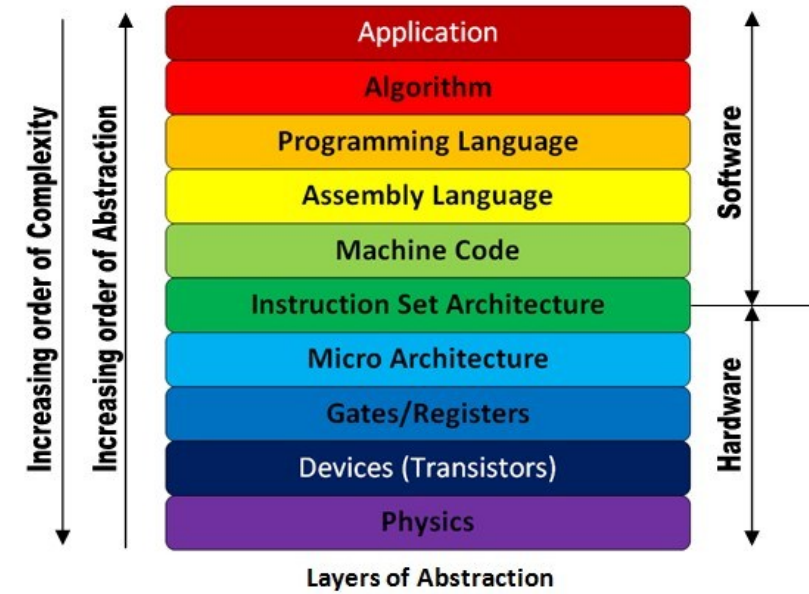 Increasing order of Complexity
Increasing order of Abstraction
Application
Algorithm
Programming Language
Assembly Language
Machine Code
Instruction Set Architecture
Micro Architecture
Gates/Registers
Devices (Transistors)
Physics
Software
Hardware
Layers of Abstraction